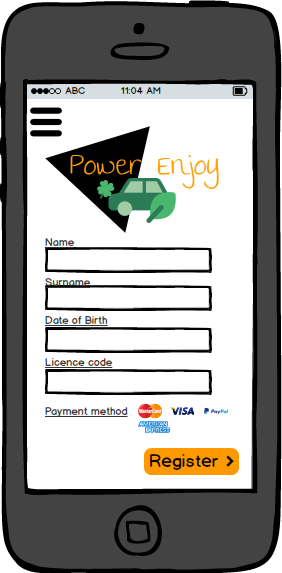 ABC 11:04 AM
Power Enjoy
Name
Surname
Date of Birth
Licence code
Payment method MasterCard VISA PayPal
AMERICAN EXPRESS
Register >